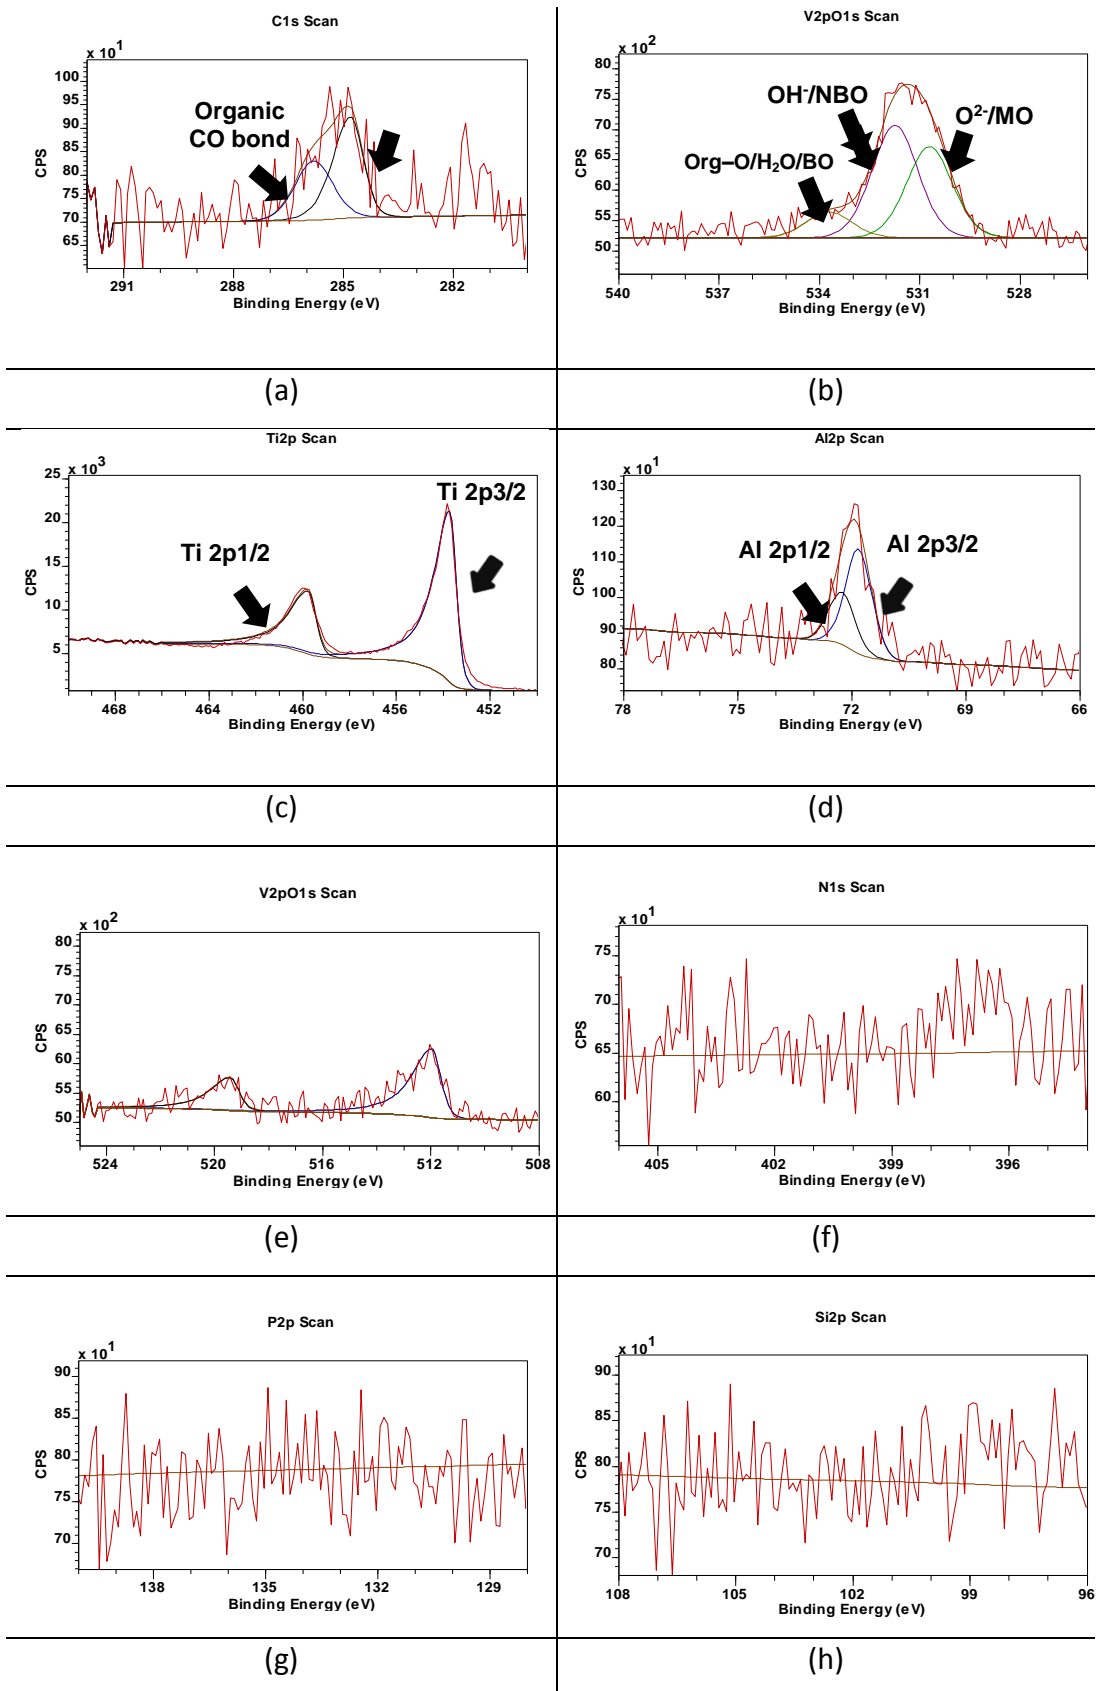 C1s Scan
x 10^1
100
95
90
85
80
75
70
65
CPS
Organic
CO bond
291
288
285
282
Binding Energy (eV)
(a)
V2pO1s Scan
x 10^2
80
75
70
65
60
55
50
CPS
OH⁻/NBO
O²⁻/MO
Org–O/H₂O/BO
540
537
534
531
528
Binding Energy (eV)
(b)
Ti2p Scan
x 10^3
25
20
15
10
5
CPS
Ti 2p3/2
Ti 2p1/2
468
464
460
456
452
Binding Energy (eV)
(c)
Al2p Scan
x 10^1
130
120
110
100
90
80
CPS
Al 2p1/2
Al 2p3/2
78
75
72
69
66
Binding Energy (eV)
(d)
V2pO1s Scan
x 10^2
80
75
70
65
60
55
50
CPS
524
520
516
512
508
Binding Energy (eV)
(e)
N1s Scan
x 10^1
75
70
65
60
CPS
405
402
399
396
Binding Energy (eV)
(f)
P2p Scan
x 10^1
90
85
80
75
70
CPS
138
135
132
129
Binding Energy (eV)
(g)
Si2p Scan
x 10^1
90
85
80
75
70
CPS
108
105
102
99
96
Binding Energy (eV)
(h)